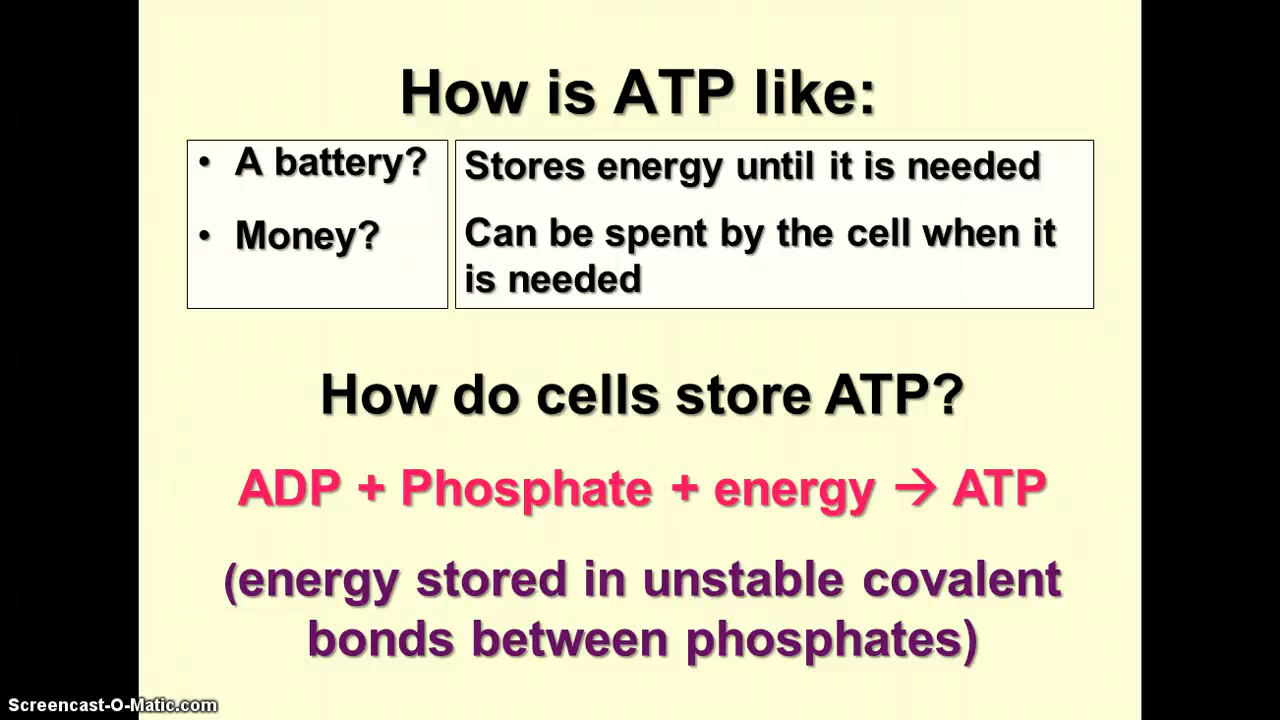 How is ATP like:
• A battery?
Stores energy until it is needed
• Money?
Can be spent by the cell when it
is needed
How do cells store ATP?
ADP + Phosphate + energy → ATP
(energy stored in unstable covalent
bonds between phosphates)
Screencast-O-Matic.com